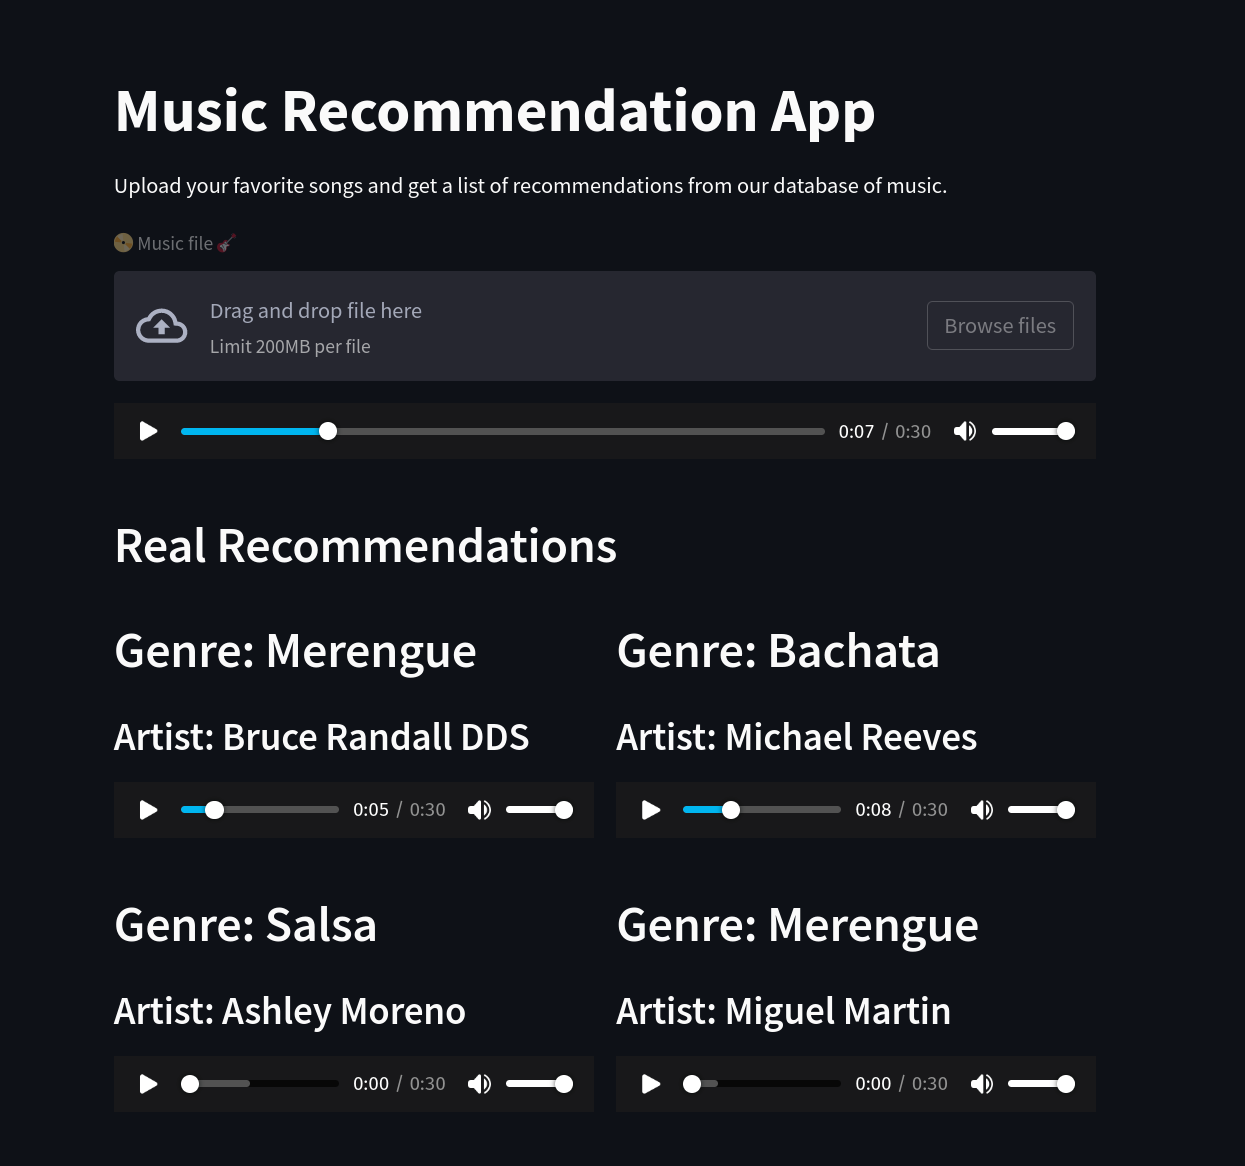 Music Recommendation App
Upload your favorite songs and get a list of recommendations from our database of music.
📀 Music file 🎸
Drag and drop file here
Limit 200MB per file
Browse files
0:07 / 0:30
Real Recommendations
Genre: Merengue
Artist: Bruce Randall DDS
0:05 / 0:30
Genre: Bachata
Artist: Michael Reeves
0:08 / 0:30
Genre: Salsa
Artist: Ashley Moreno
0:00 / 0:30
Genre: Merengue
Artist: Miguel Martin
0:00 / 0:30